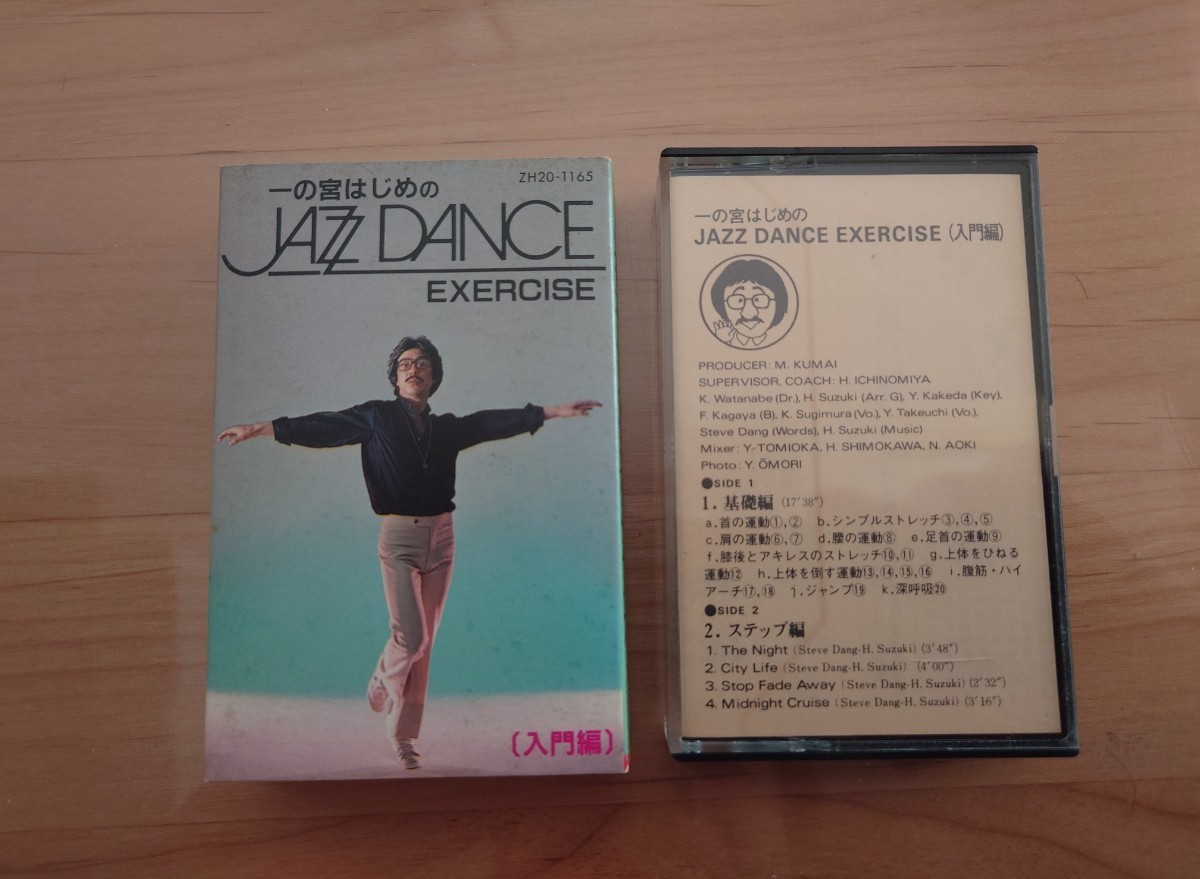 一の宮はじめの
ZH20-1165
JAZZ DANCE
EXERCISE
(入門編)
一の宮はじめの
JAZZ DANCE EXERCISE (入門編)
PRODUCER: M. KUMAI
SUPERVISOR, COACH: H. ICHINOMIYA
K. Watanabe (Dr.), H. Suzuki (Arr. G), Y. Kakeda (Key),
F. Kagaya (B), K. Sugimura (Vo.), Y. Takeuchi (Vo.),
Steve Dang (Words), H. Suzuki (Music)
Mixer: Y-TOMIOKA, H. SHIMOKAWA, N. AOKI
Photo: Y. ŌMORI
●SIDE 1
1. 基礎編 (17'38")
a.首の運動①,② b.シンプルストレッチ③,④,⑤
c.肩の運動⑥,⑦ d.腰の運動⑧ e.足首の運動⑨
f.膝後とアキレスのストレッチ⑩,⑪ g.上体をひねる
運動⑫ h.上体を倒す運動⑬,⑭,⑮,⑯ i.腹筋・ハイ
アーチ⑰,⑱ j.ジャンプ⑲ k.深呼吸⑳
●SIDE 2
2. ステップ編
1. The Night (Steve Dang-H. Suzuki) (3'48")
2. City Life (Steve Dang-H. Suzuki) (4'00")
3. Stop Fade Away (Steve Dang-H. Suzuki) (2'32")
4. Midnight Cruise (Steve Dang-H. Suzuki) (3'16")